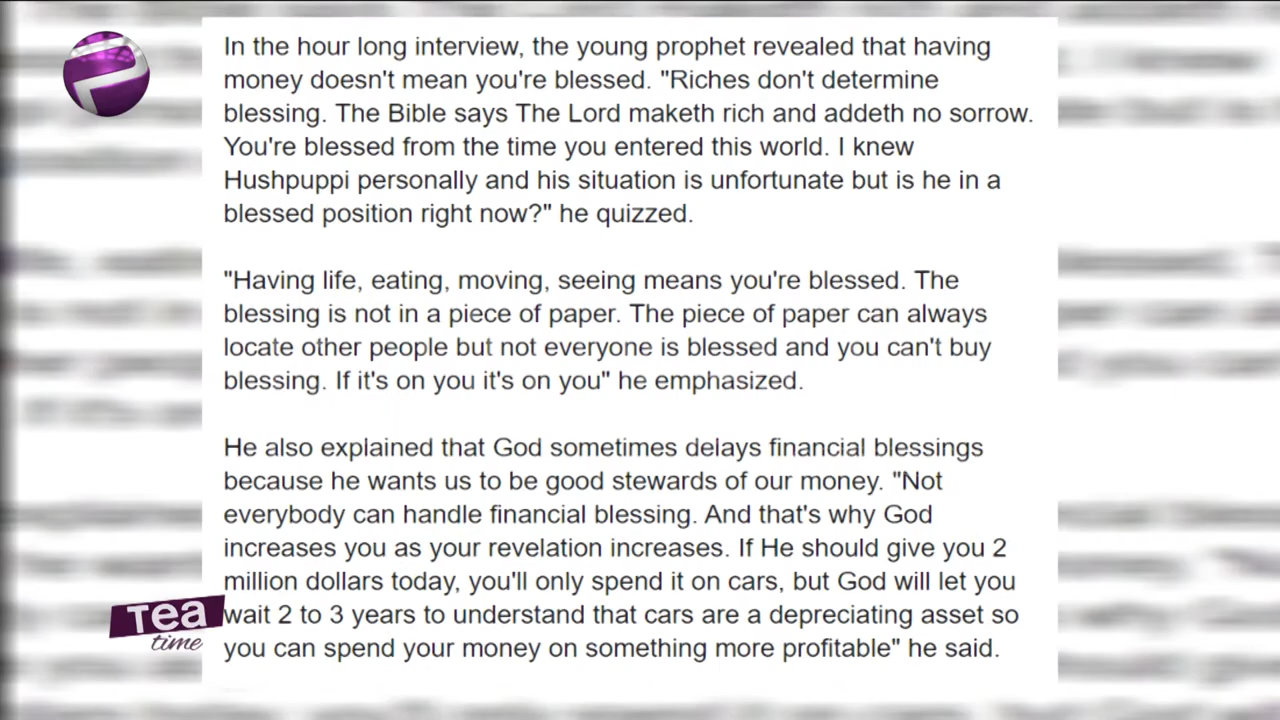 In the hour long interview, the young prophet revealed that having
money doesn't mean you're blessed. "Riches don't determine
blessing. The Bible says The Lord maketh rich and addeth no sorrow.
You're blessed from the time you entered this world. I knew
Hushpuppi personally and his situation is unfortunate but is he in a
blessed position right now?" he quizzed.
"Having life, eating, moving, seeing means you're blessed. The
blessing is not in a piece of paper. The piece of paper can always
locate other people but not everyone is blessed and you can't buy
blessing. If it's on you it's on you" he emphasized.
He also explained that God sometimes delays financial blessings
because he wants us to be good stewards of our money. "Not
everybody can handle financial blessing. And that's why God
increases you as your revelation increases. If He should give you 2
million dollars today, you'll only spend it on cars, but God will let you
wait 2 to 3 years to understand that cars are a depreciating asset so
you can spend your money on something more profitable" he said.
Tea
time